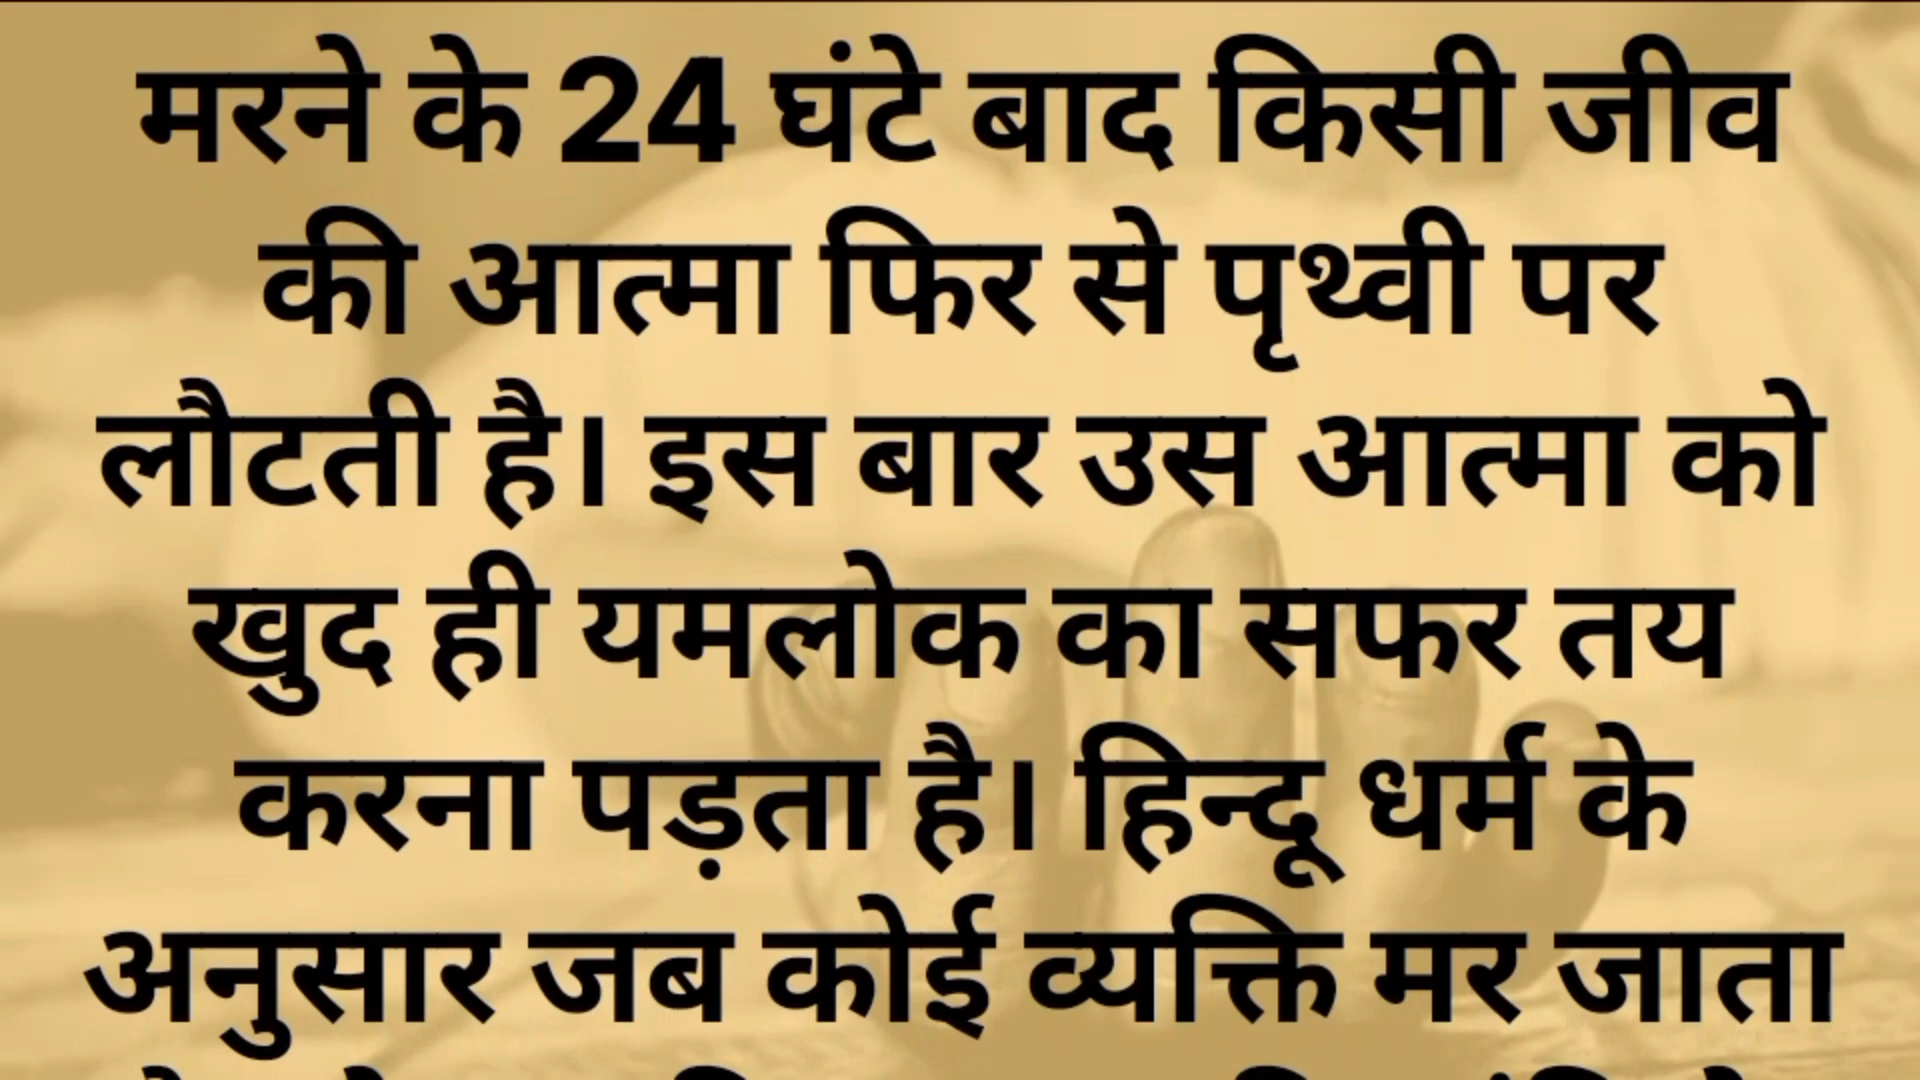 मरने के 24 घंटे बाद किसी जीव
की आत्मा फिर से पृथ्वी पर
लौटती है। इस बार उस आत्मा को
खुद ही यमलोक का सफर तय
करना पड़ता है। हिन्दू धर्म के
अनुसार जब कोई व्यक्ति मर जाता